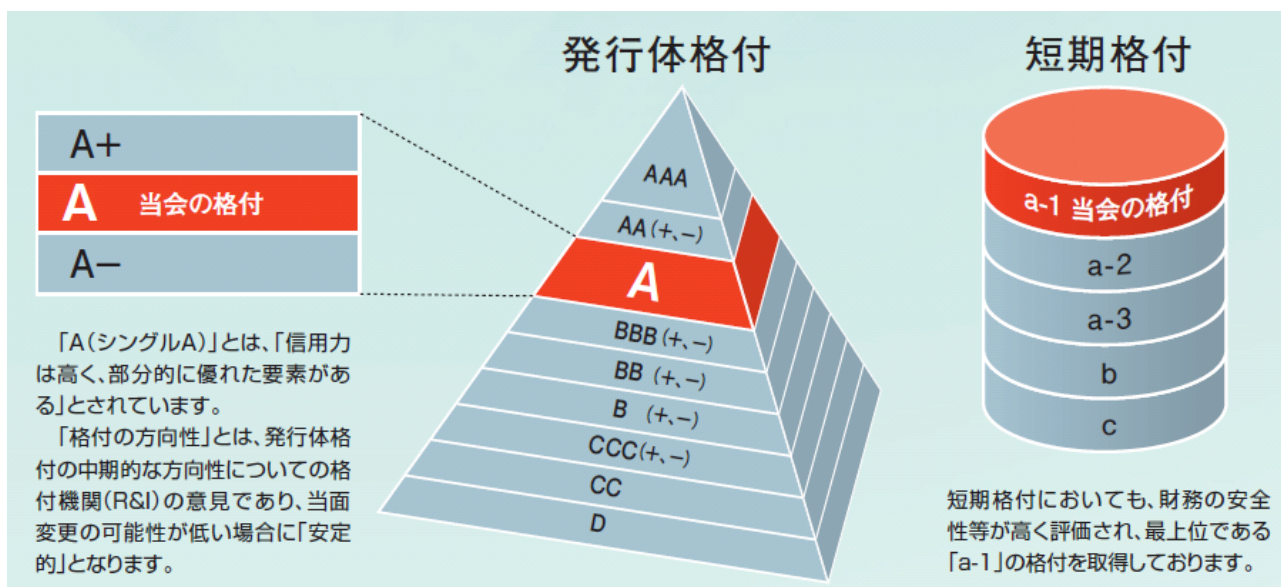 発行体格付
短期格付
A+
A 当会の格付
A−
「A(シングルA)」とは、「信用力
は高く、部分的に優れた要素があ
る」とされています。
「格付の方向性」とは、発行体格
付の中期的な方向性についての格
付機関(R&I)の意見であり、当面
変更の可能性が低い場合に「安定
的」となります。
AAA
AA(+、−)
A
BBB(+、−)
BB (+、−)
B (+、−)
CCC(+、−)
CC
D
a-1 当会の格付
a-2
a-3
b
c
短期格付においても、財務の安全
性等が高く評価され、最上位である
「a-1」の格付を取得しております。